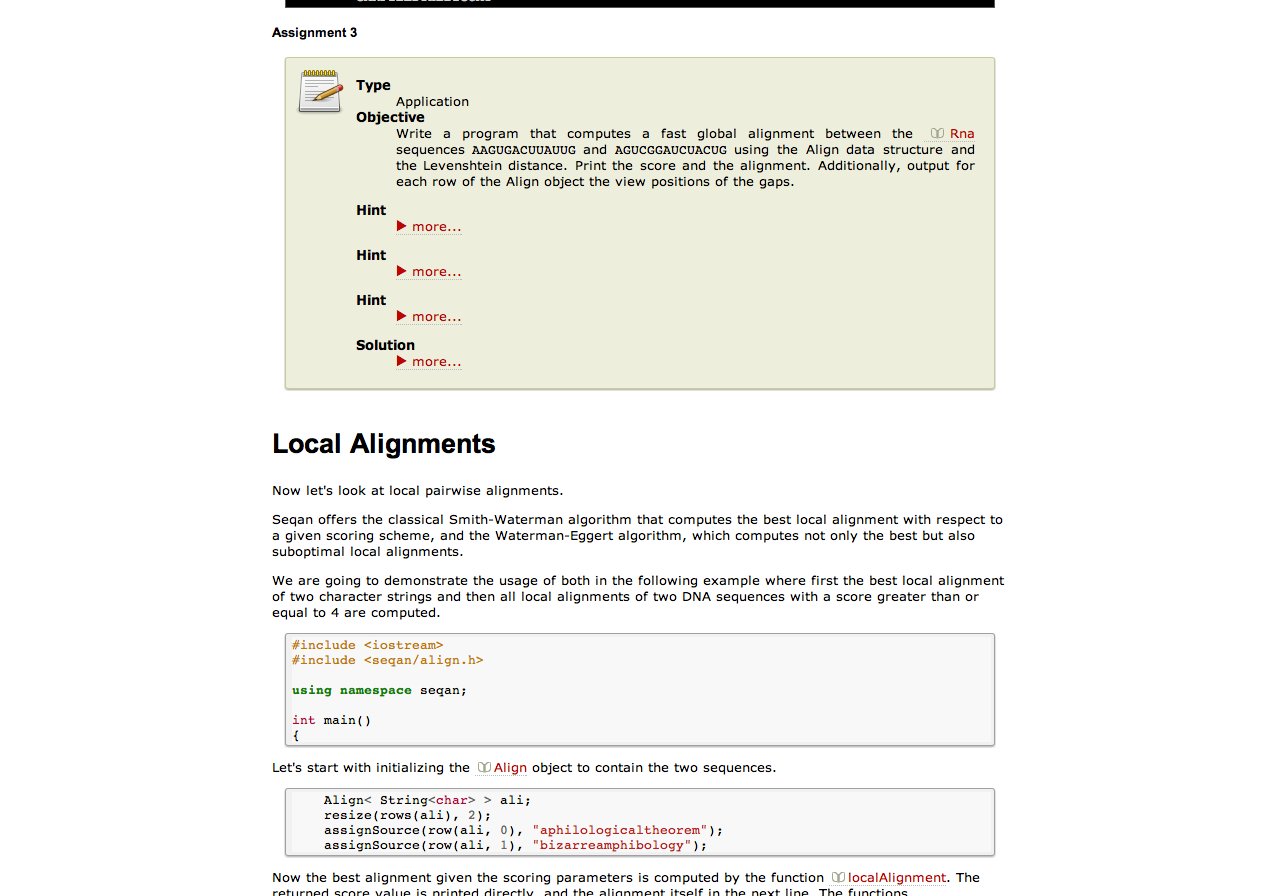 Assignment 3
Type
Application
Objective
Write a program that computes a fast global alignment between the Rna
sequences AAGUGACUUAUUG and AGUCGGAUCUACUG using the Align data structure and
the Levenshtein distance. Print the score and the alignment. Additionally, output for
each row of the Align object the view positions of the gaps.
Hint
more...
Hint
more...
Hint
more...
Solution
more...
Local Alignments
Now let's look at local pairwise alignments.
Seqan offers the classical Smith-Waterman algorithm that computes the best local alignment with respect to
a given scoring scheme, and the Waterman-Eggert algorithm, which computes not only the best but also
suboptimal local alignments.
We are going to demonstrate the usage of both in the following example where first the best local alignment
of two character strings and then all local alignments of two DNA sequences with a score greater than or
equal to 4 are computed.
#include <iostream>
#include <seqan/align.h>
using namespace seqan;
int main()
{
Let's start with initializing the Align object to contain the two sequences.
Align< String<char> > ali;
resize(rows(ali), 2);
assignSource(row(ali, 0), "aphilologicaltheorem");
assignSource(row(ali, 1), "bizarreamphibology");
Now the best alignment given the scoring parameters is computed by the function localAlignment. The
returned score value is printed directly, and the alignment itself in the next line. The functions